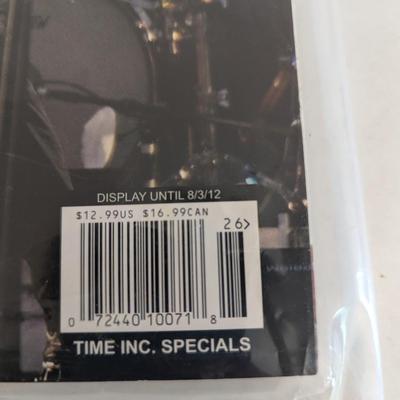 DISPLAY UNTIL 8/3/12
$12.99US $16.99CAN
26>
0 72440 10071 8
TIME INC. SPECIALS